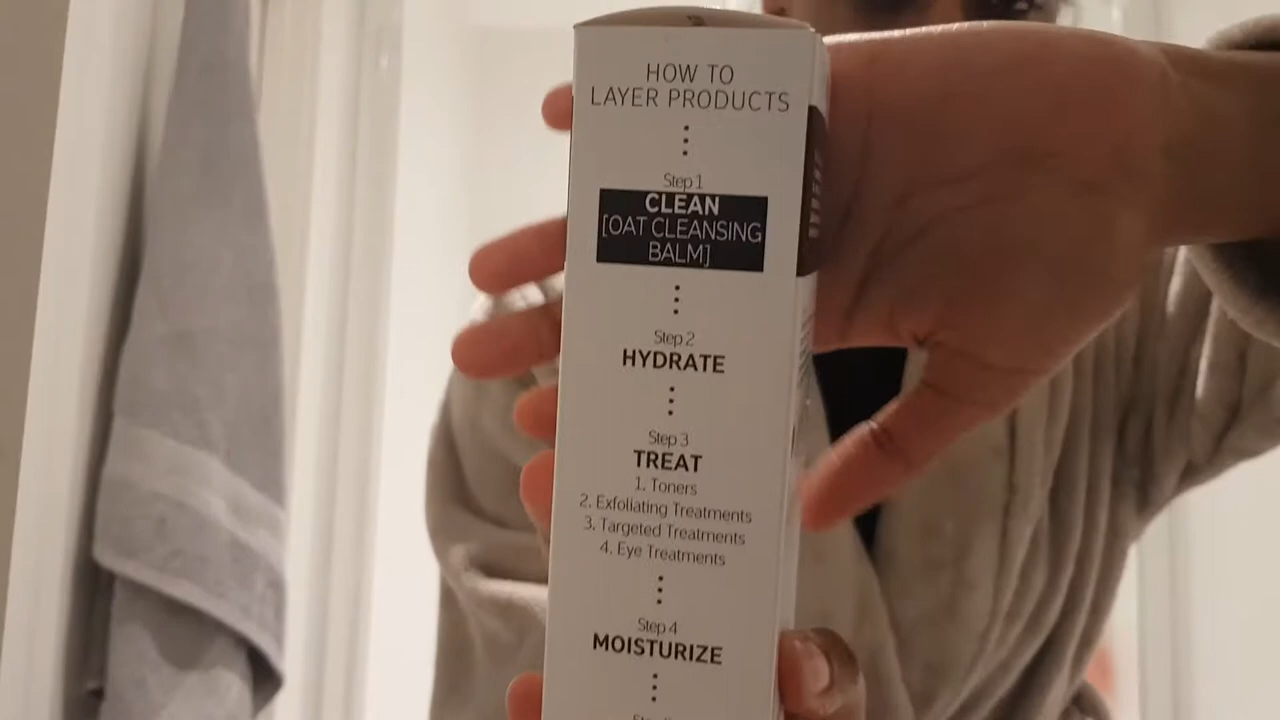 HOW TO
LAYER PRODUCTS
Step 1
CLEAN
[OAT CLEANSING
BALM]
Step 2
HYDRATE
Step 3
TREAT
1. Toners
2. Exfoliating Treatments
3. Targeted Treatments
4. Eye Treatments
Step 4
MOISTURIZE